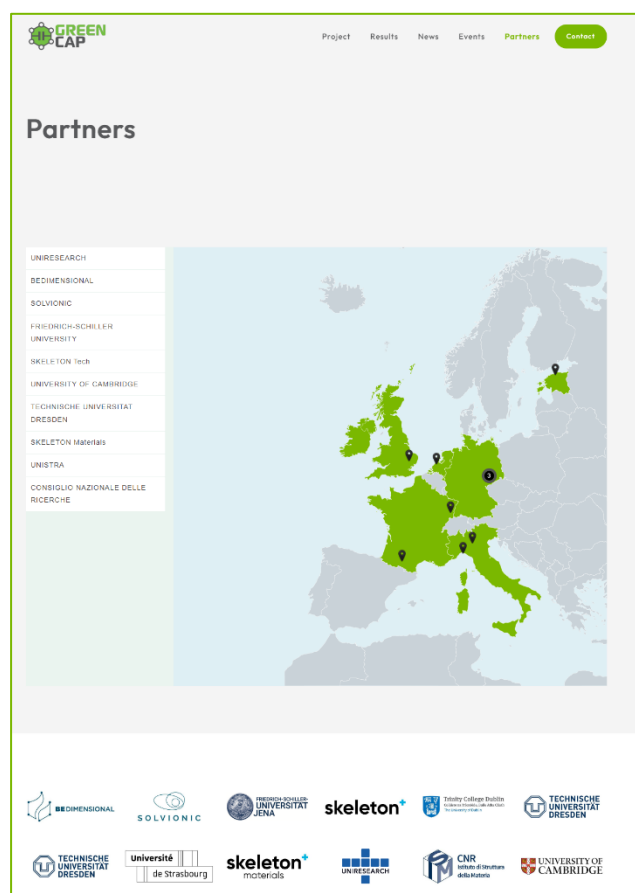 GREEN
CAP
Project Results News Events Partners Contact
Partners
UNIRESEARCH
BEDIMENSIONAL
SOLVIONIC
FRIEDRICH-SCHILLER
UNIVERSITY
SKELETON Tech
UNIVERSITY OF CAMBRIDGE
TECHNISCHE UNIVERSITAT
DRESDEN
SKELETON Materials
UNISTRA
CONSIGLIO NAZIONALE DELLE
RICERCHE
3
BEDIMENSIONAL
SOLVIONIC
FRIEDRICH-SCHILLER-
UNIVERSITÄT
JENA
skeleton+
Trinity College Dublin
TECHNISCHE
UNIVERSITÄT
DRESDEN
TECHNISCHE
UNIVERSITÄT
DRESDEN
Université
de Strasbourg
skeleton+
materials
UNIRESEARCH
CNR
Istituto di Struttura
della Materia
UNIVERSITY OF
CAMBRIDGE